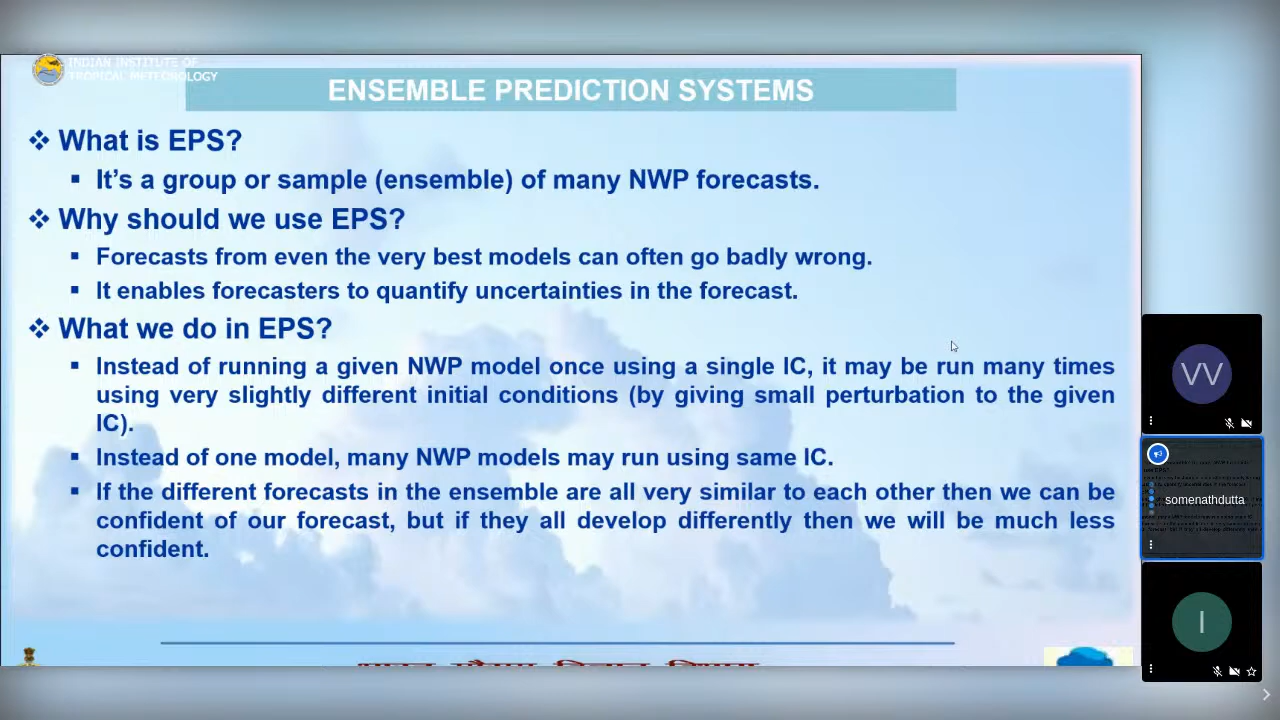 INDIAN INSTITUTE OF
TROPICAL METEOROLOGY
ENSEMBLE PREDICTION SYSTEMS
❖ What is EPS?
▪ It’s a group or sample (ensemble) of many NWP forecasts.
❖ Why should we use EPS?
▪ Forecasts from even the very best models can often go badly wrong.
▪ It enables forecasters to quantify uncertainties in the forecast.
❖ What we do in EPS?
▪ Instead of running a given NWP model once using a single IC, it may be run many times
using very slightly different initial conditions (by giving small perturbation to the given
IC).
▪ Instead of one model, many NWP models may run using same IC.
▪ If the different forecasts in the ensemble are all very similar to each other then we can be
confident of our forecast, but if they all develop differently then we will be much less
confident.
VV
somenathdutta
I